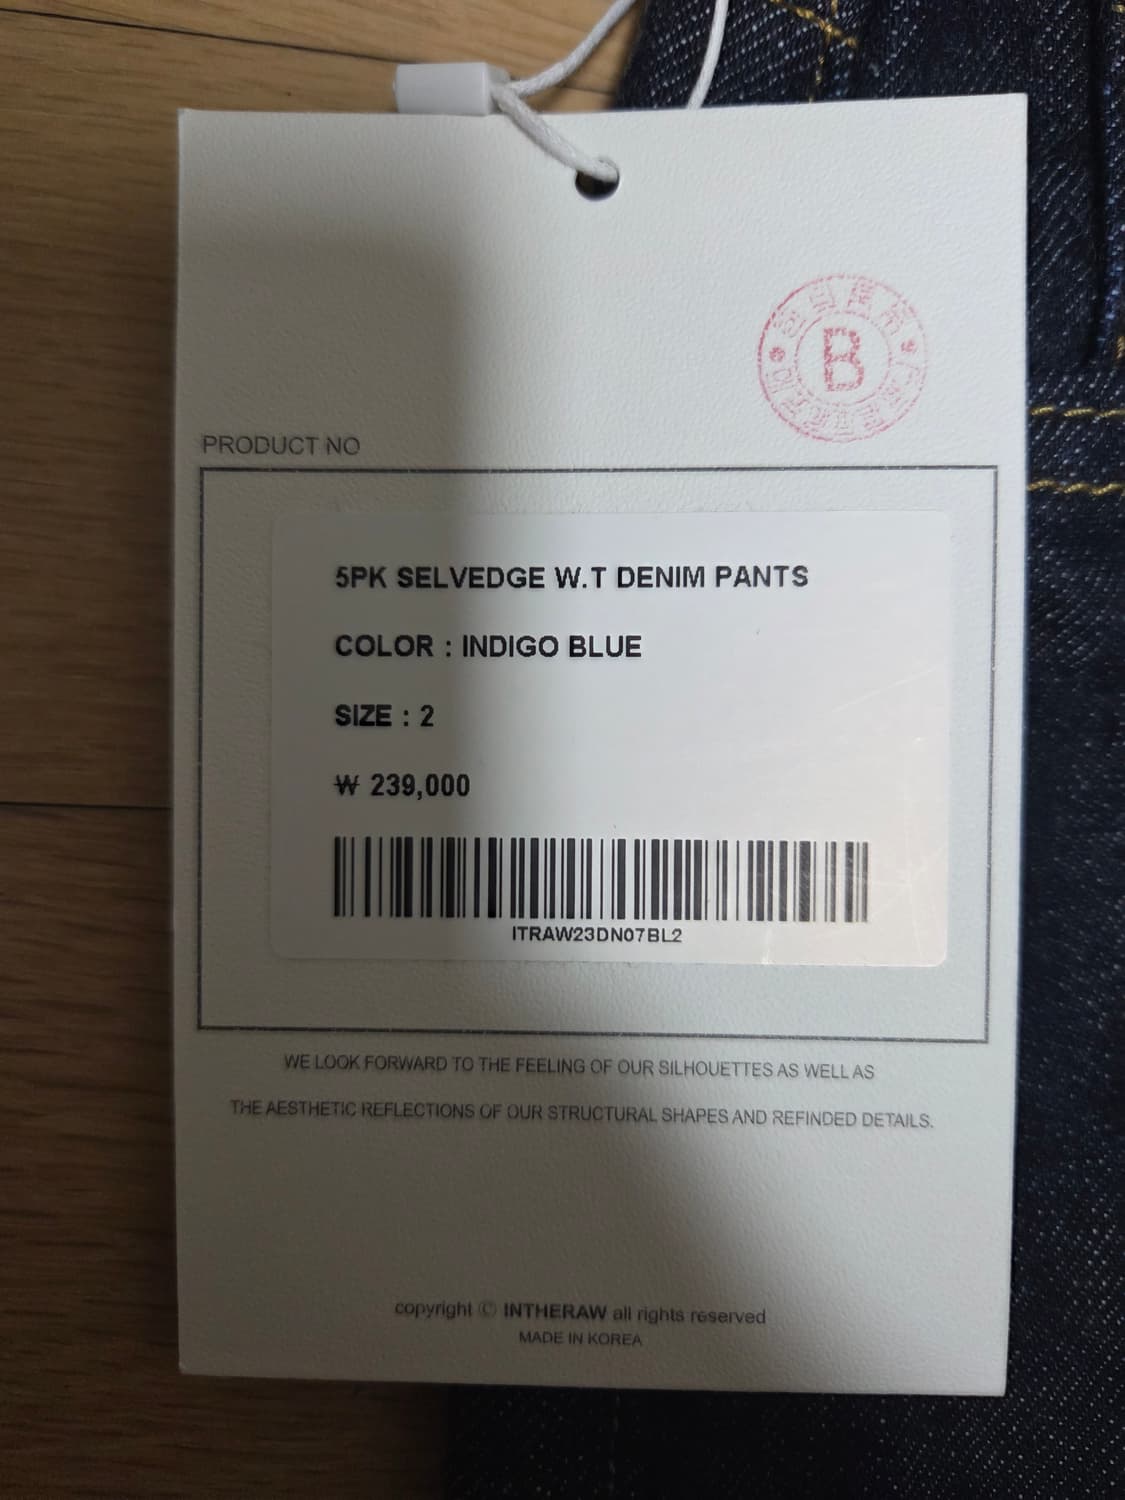 B
PRODUCT NO
5PK SELVEDGE W.T DENIM PANTS
COLOR : INDIGO BLUE
SIZE : 2
₩ 239,000
ITRAW23DN07BL2
WE LOOK FORWARD TO THE FEELING OF OUR SILHOUETTES AS WELL AS
THE AESTHETIC REFLECTIONS OF OUR STRUCTURAL SHAPES AND REFINDED DETAILS.
copyright © INTHERAW all rights reserved
MADE IN KOREA